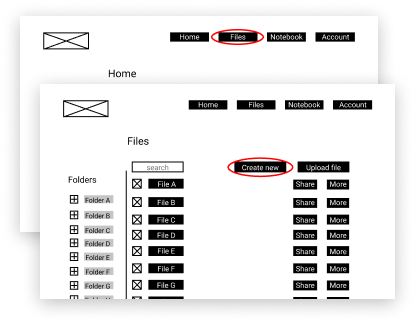 Home Files Notebook Account
Home
Home Files Notebook Account
Files
search Create new Upload file
Folders
File A Share More
Folder A
File B Share More
Folder B
File C Share More
Folder C
File D Share More
Folder D
File E Share More
Folder E
File F Share More
Folder F
File G Share More
Folder G